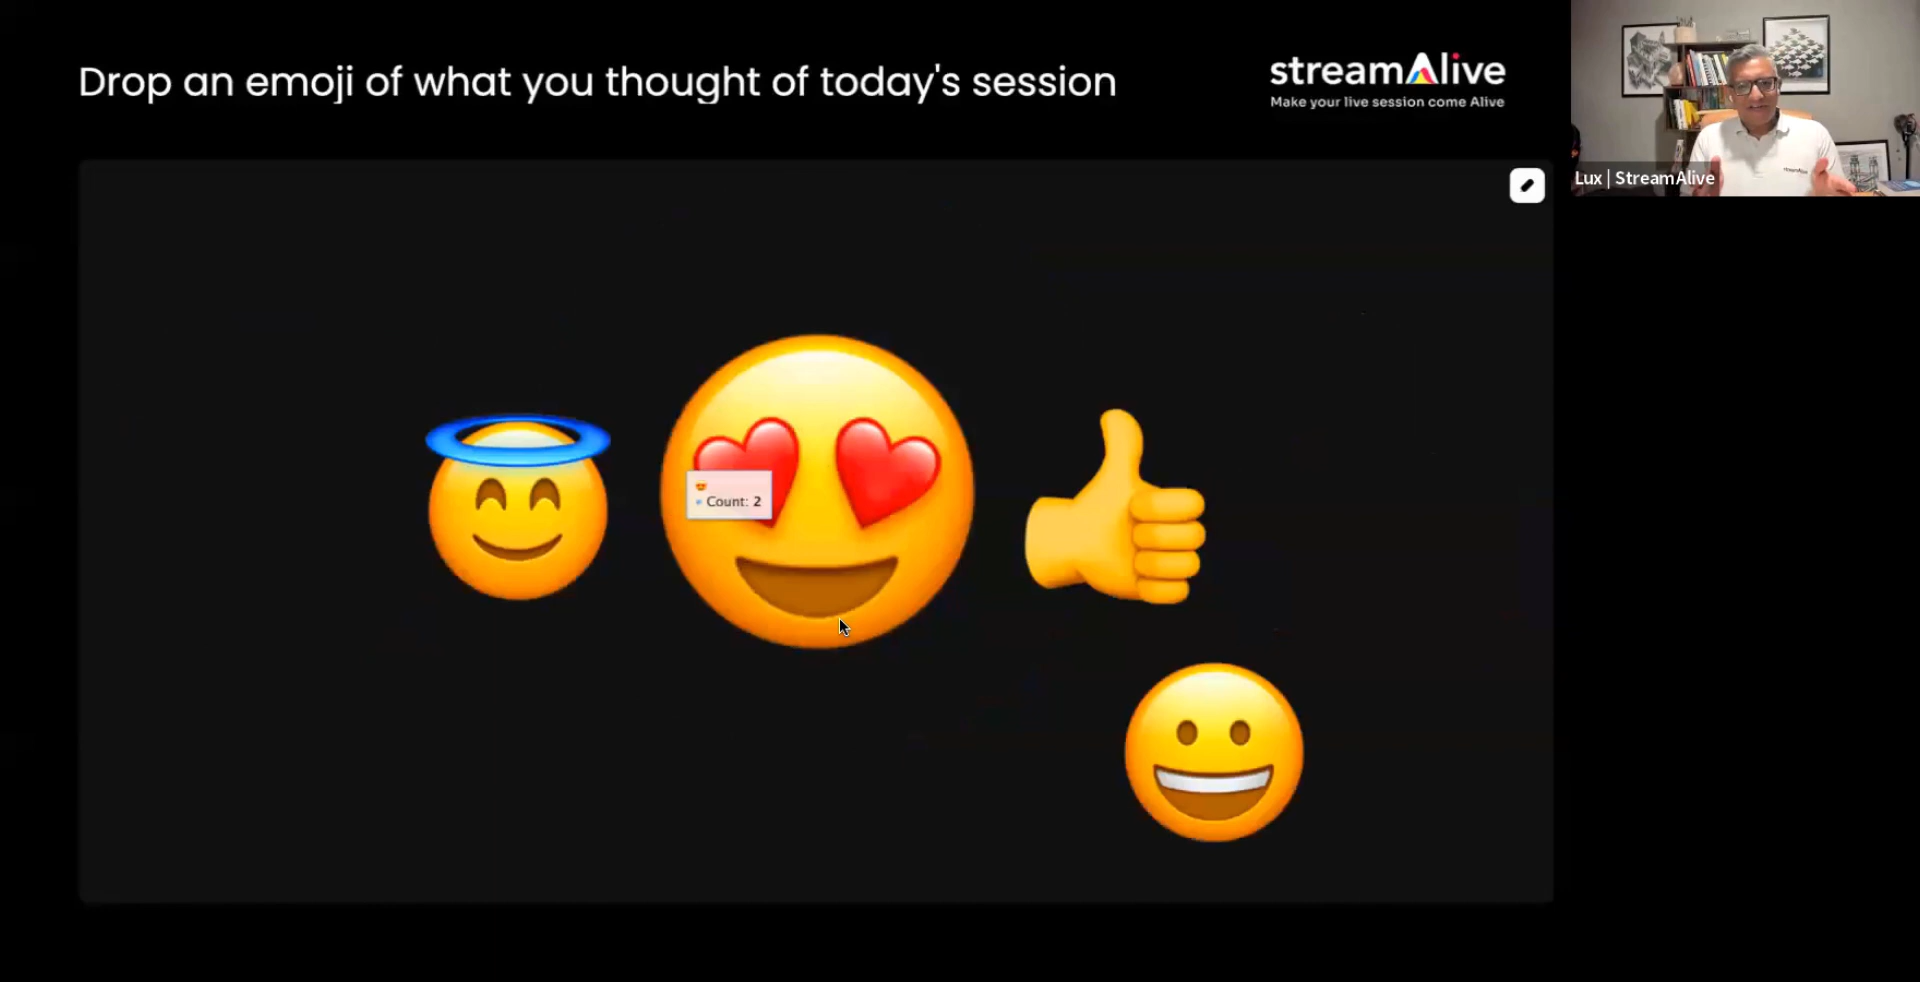 Drop an emoji of what you thought of today's session
streamAlive
Make your live session come Alive
Lux | StreamAlive
Count: 2
streamAlive